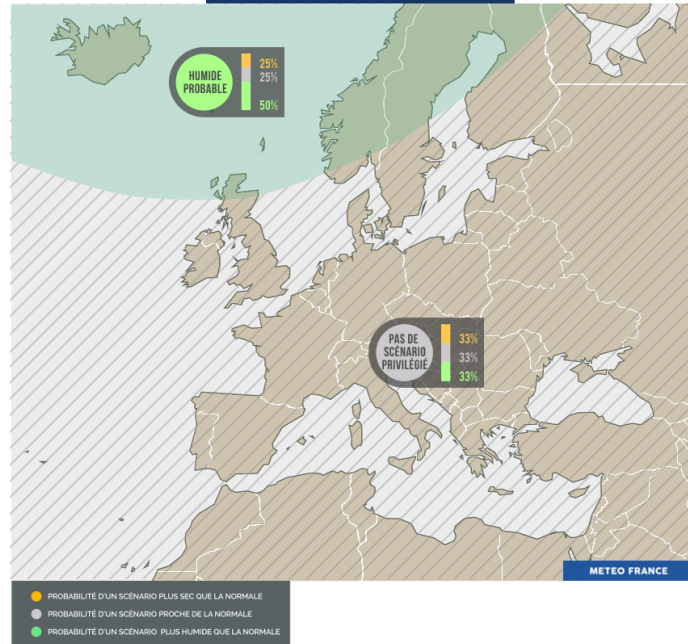 HUMIDE
PROBABLE
25%
25%
50%
PAS DE
SCÉNARIO
PRIVILÉGIÉ
33%
33%
33%
METEO FRANCE
PROBABILITÉ D'UN SCÉNARIO PLUS SEC QUE LA NORMALE
PROBABILITÉ D'UN SCÉNARIO PROCHE DE LA NORMALE
PROBABILITÉ D'UN SCÉNARIO PLUS HUMIDE QUE LA NORMALE